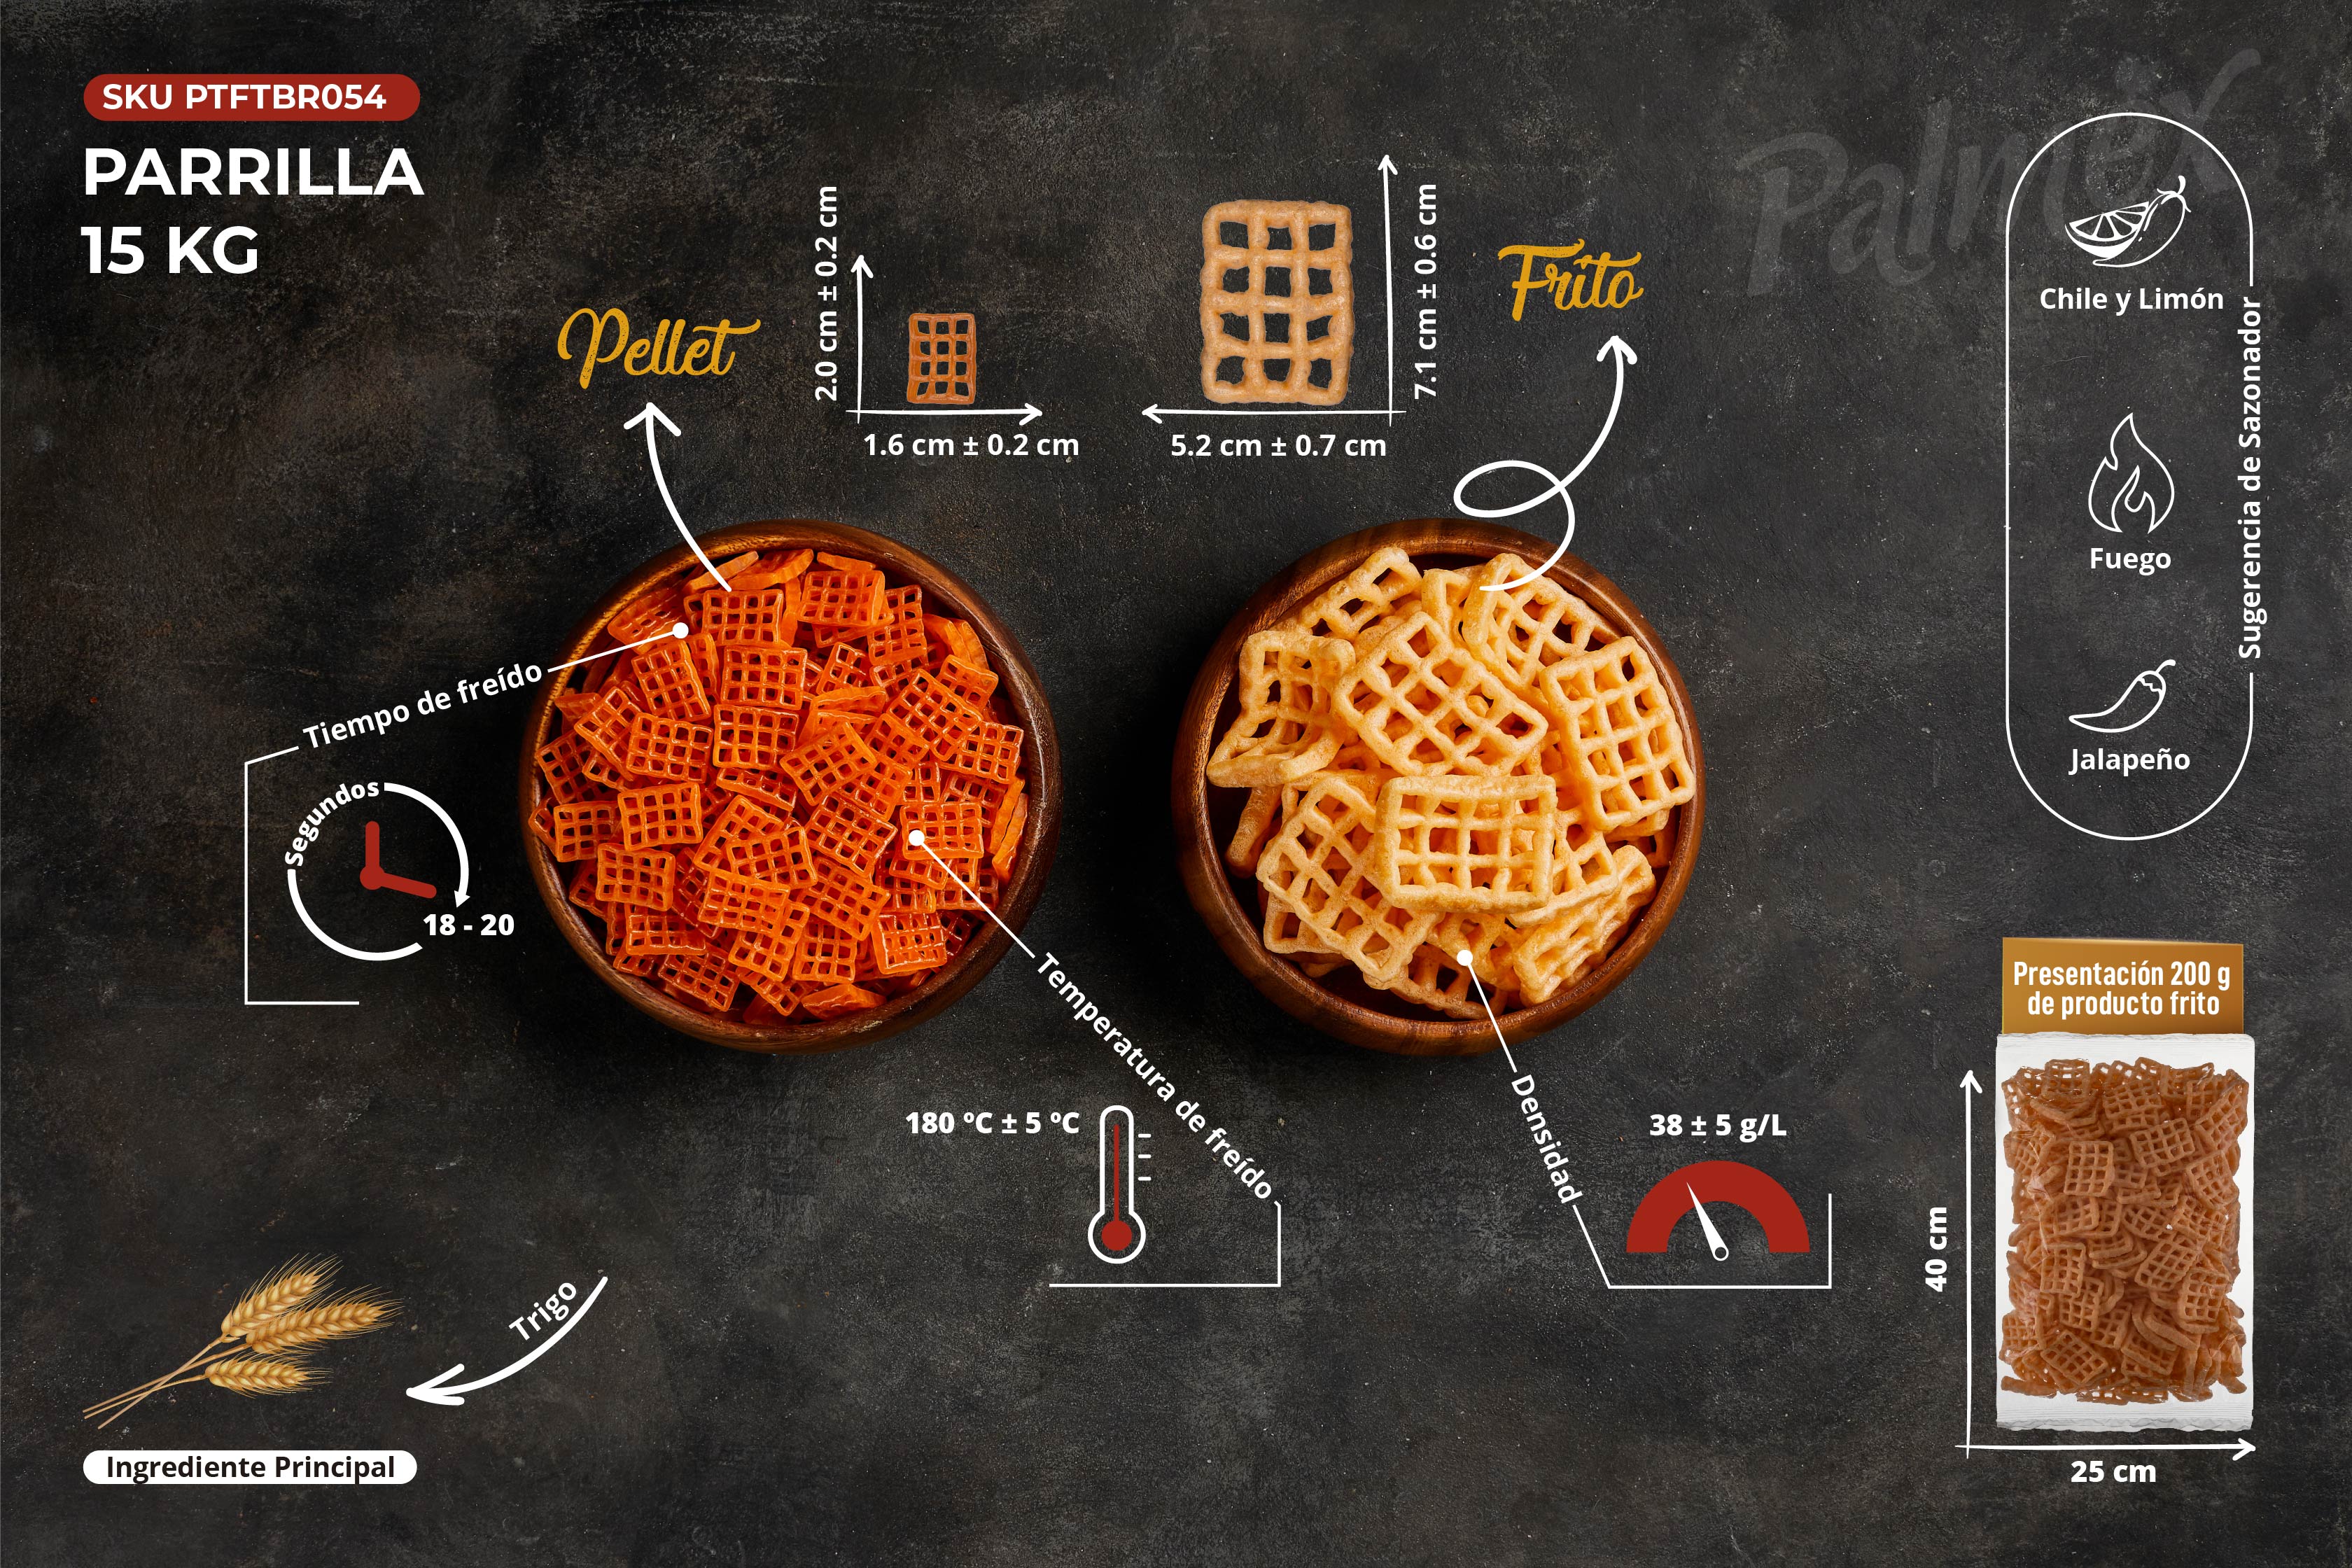 SKU PTFTBR054
PARRILLA
15 KG
Palmex
Pellet
2.0 cm ± 0.2 cm
1.6 cm ± 0.2 cm
7.1 cm ± 0.6 cm
5.2 cm ± 0.7 cm
Frito
Chile y Limón
Fuego
Jalapeño
Sugerencia de Sazonador
Tiempo de freído
Segundos
18 - 20
Temperatura de freído
180 ºC ± 5 ºC
Densidad
38 ± 5 g/L
Presentación 200 g
de producto frito
40 cm
25 cm
Trigo
Ingrediente Principal